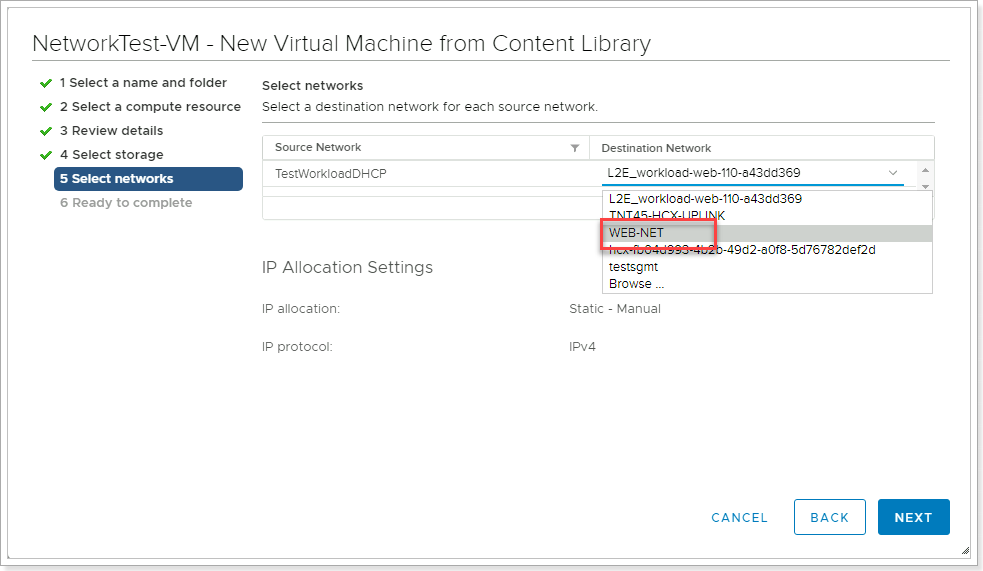 NetworkTest-VM - New Virtual Machine from Content Library
1 Select a name and folder
2 Select a compute resource
3 Review details
4 Select storage
5 Select networks
6 Ready to complete
Select networks
Select a destination network for each source network.
Source Network
Destination Network
TestWorkloadDHCP
L2E_workload-web-110-a43dd369
L2E_workload-web-110-a43dd369
TNT45-HCX-UPLINK
WEB-NET
hcx-fb04d993-4b2b-49d2-a0f8-5d76782def2d
testsgmt
Browse ...
IP Allocation Settings
IP allocation:
Static - Manual
IP protocol:
IPv4
CANCEL
BACK
NEXT